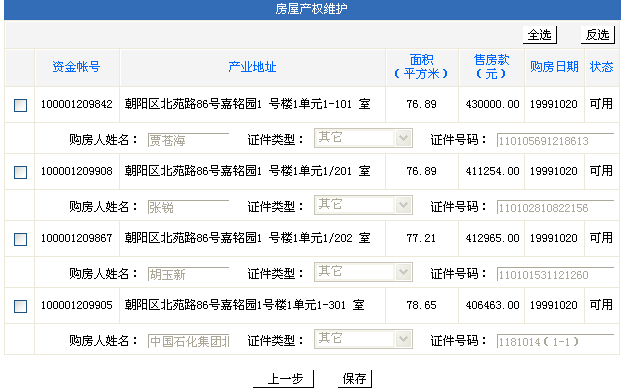 房屋产权维护
全选 反选
资金帐号 产业地址 面积（平方米） 售房款（元） 购房日期 状态
100001209842 朝阳区北苑路86号嘉铭园1 号楼1单元1-101 室 76.89 430000.00 19991020 可用
购房人姓名： 贾苍海 证件类型： 其它 证件号码： 110105691218613
100001209908 朝阳区北苑路86号嘉铭园1 号楼1单元1/201 室 76.89 411254.00 19991020 可用
购房人姓名： 张锐 证件类型： 其它 证件号码： 110102810822156
100001209867 朝阳区北苑路86号嘉铭园1 号楼1单元1/202 室 77.21 412965.00 19991020 可用
购房人姓名： 胡玉新 证件类型： 其它 证件号码： 110101531121260
100001209905 朝阳区北苑路86号嘉铭园1号楼1单元1-301 室 78.65 406463.00 19991020 可用
购房人姓名： 中国石化集团北 证件类型： 其它 证件号码： 1181014（1-1）
上一步 保存